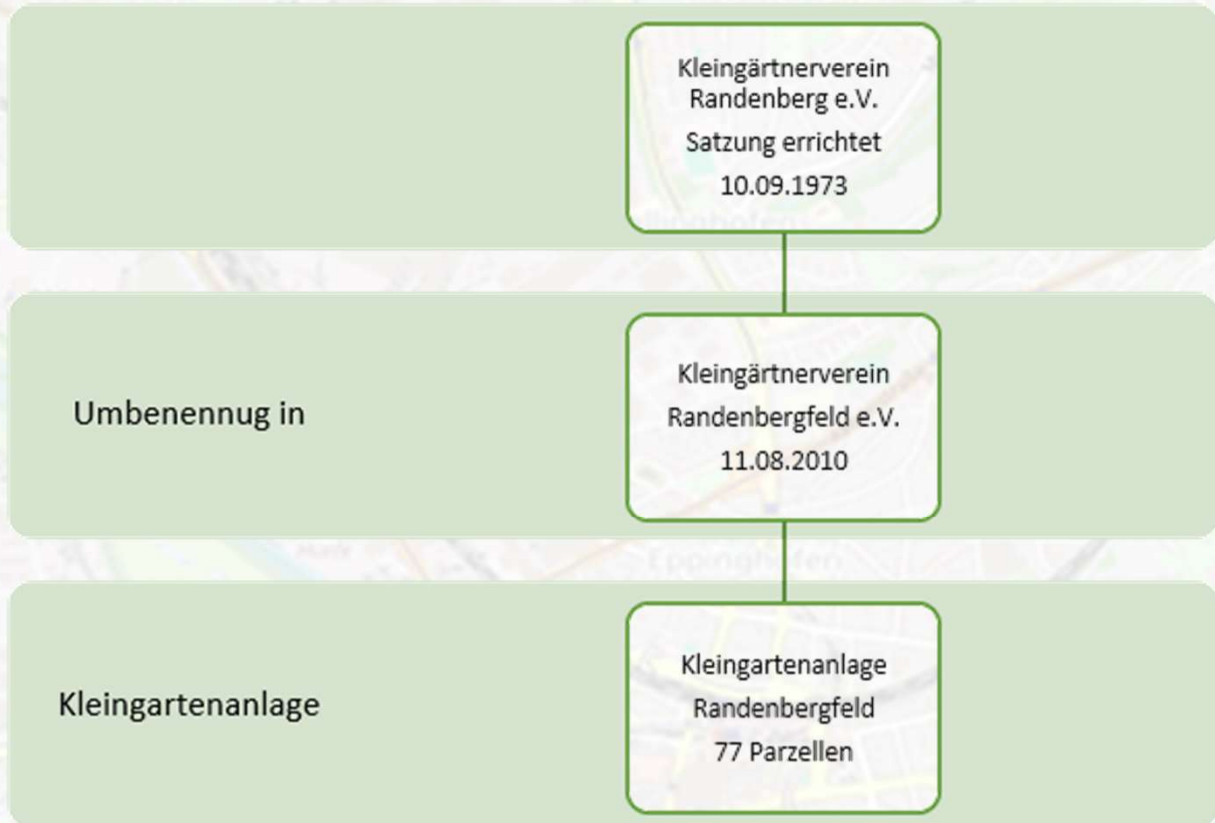 Kleingärtnerverein
Randenberg e.V.
Satzung errichtet
10.09.1973
Umbenennug in
Kleingärtnerverein
Randenbergfeld e.V.
11.08.2010
Eppinghofen
Kleingartenanlage
Kleingartenanlage
Randenbergfeld
77 Parzellen